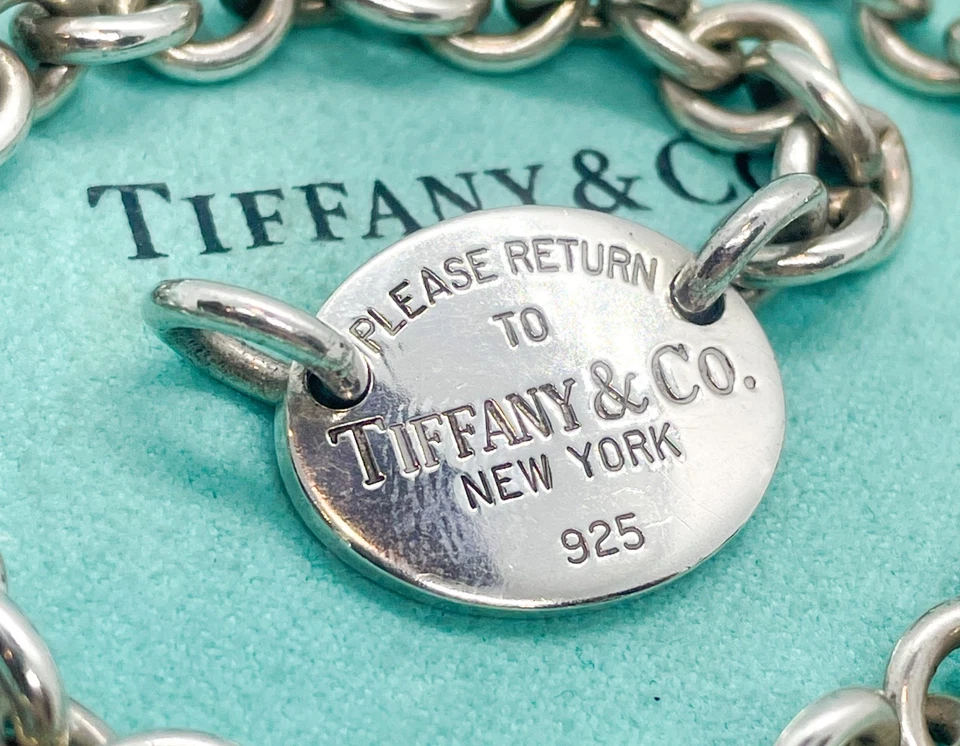 TIFFANY & Co
PLEASE RETURN
TO
TIFFANY & Co.
NEW YORK
925